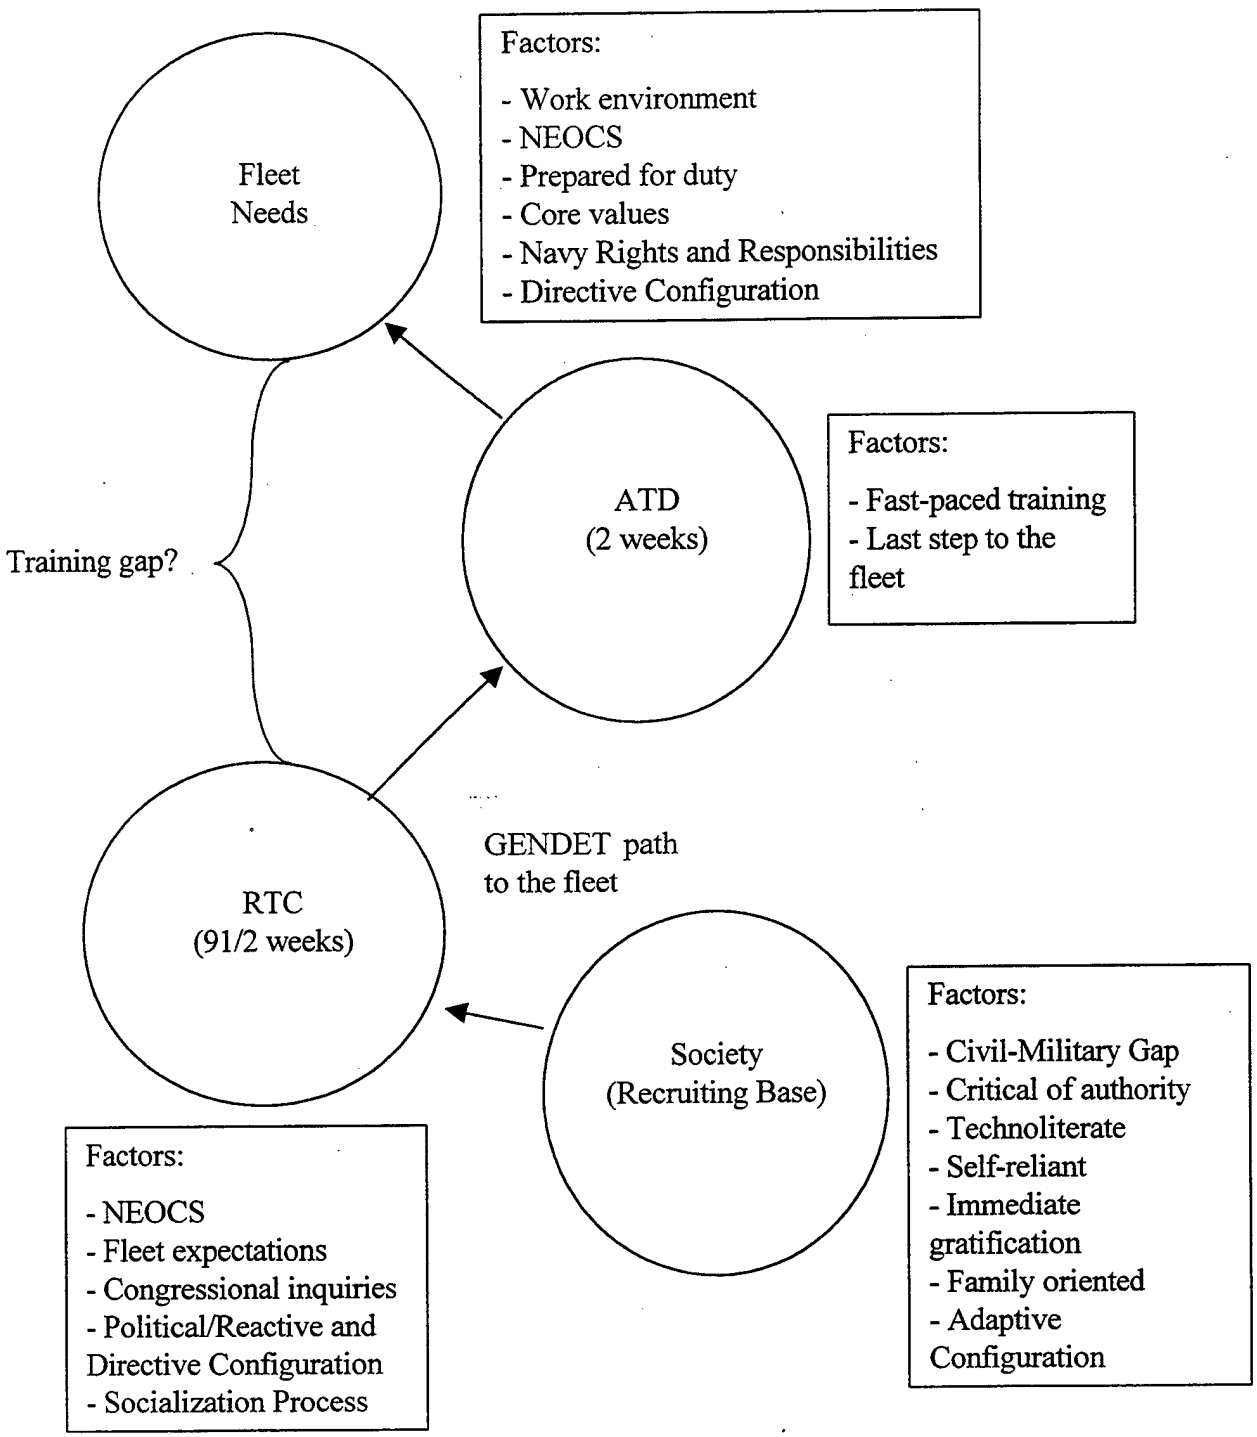 Factors:
- Work environment
- NEOCS
- Prepared for duty
- Core values
- Navy Rights and Responsibilities
- Directive Configuration
Fleet
Needs
Factors:
- Fast-paced training
- Last step to the
fleet
ATD
(2 weeks)
Training gap?
GENDET path
to the fleet
RTC
(91/2 weeks)
Society
(Recruiting Base)
Factors:
- Civil-Military Gap
- Critical of authority
- Technoliterate
- Self-reliant
- Immediate
gratification
- Family oriented
- Adaptive
Configuration
Factors:
- NEOCS
- Fleet expectations
- Congressional inquiries
- Political/Reactive and
Directive Configuration
- Socialization Process